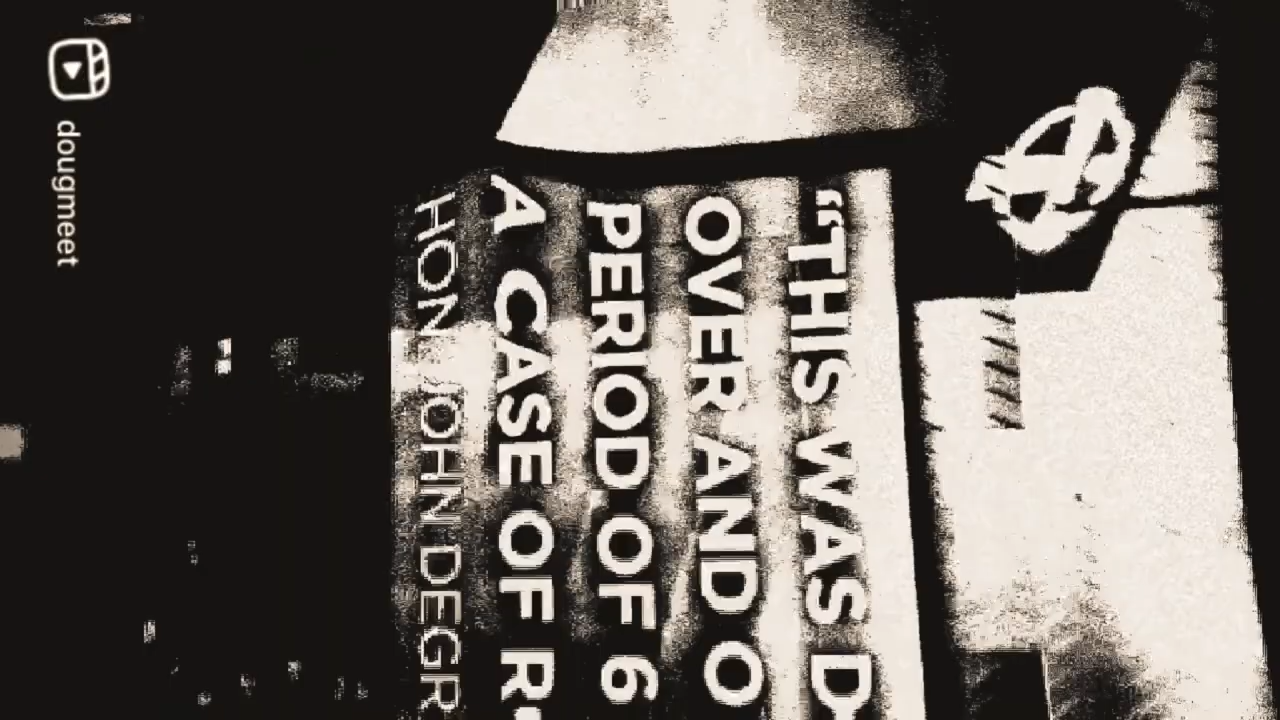 dougmeet
"THIS WAS D
OVER AND O
PERIOD OF 6
A CASE OF R
HON JOHN DEGR